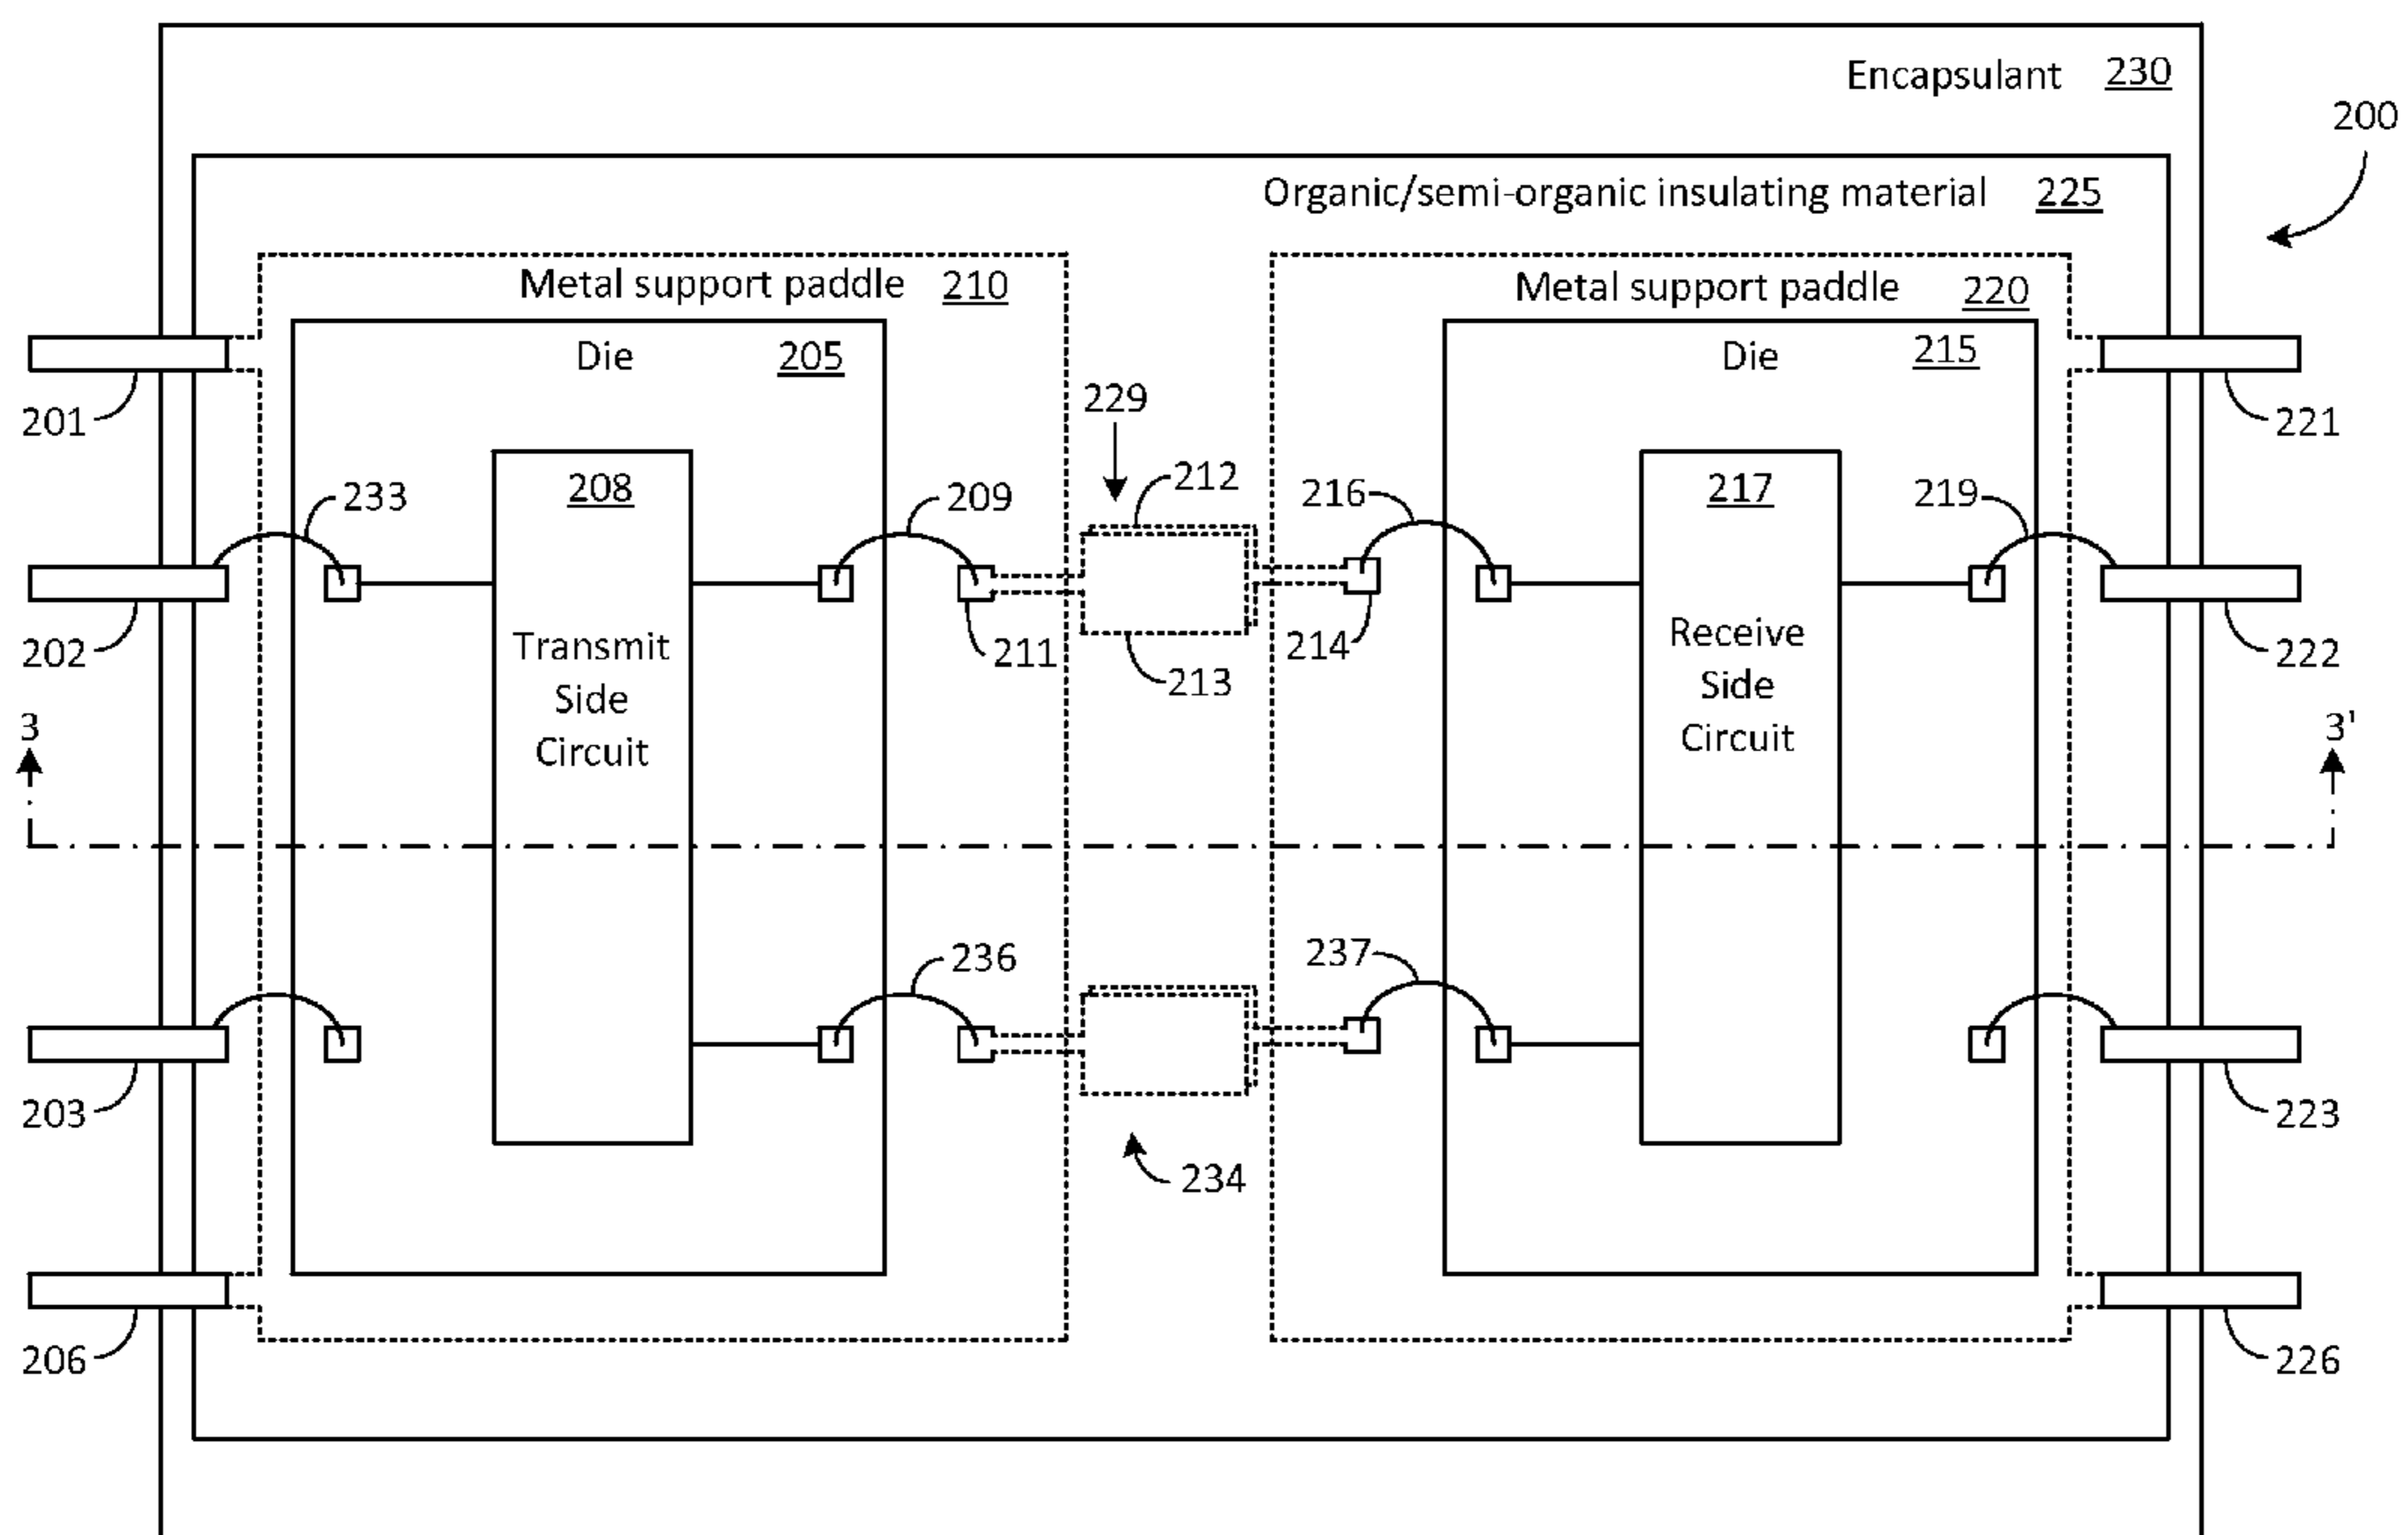 Encapsulant 230
200
Organic/semi-organic insulating material 225
Metal support paddle 210
Metal support paddle 220
Die 205
Die 215
201
229
221
212
233
208
209
216
217
219
202
Transmit
Side
Circuit
211
213
214
Receive
Side
Circuit
222
3
3'
236
237
203
234
223
206
226